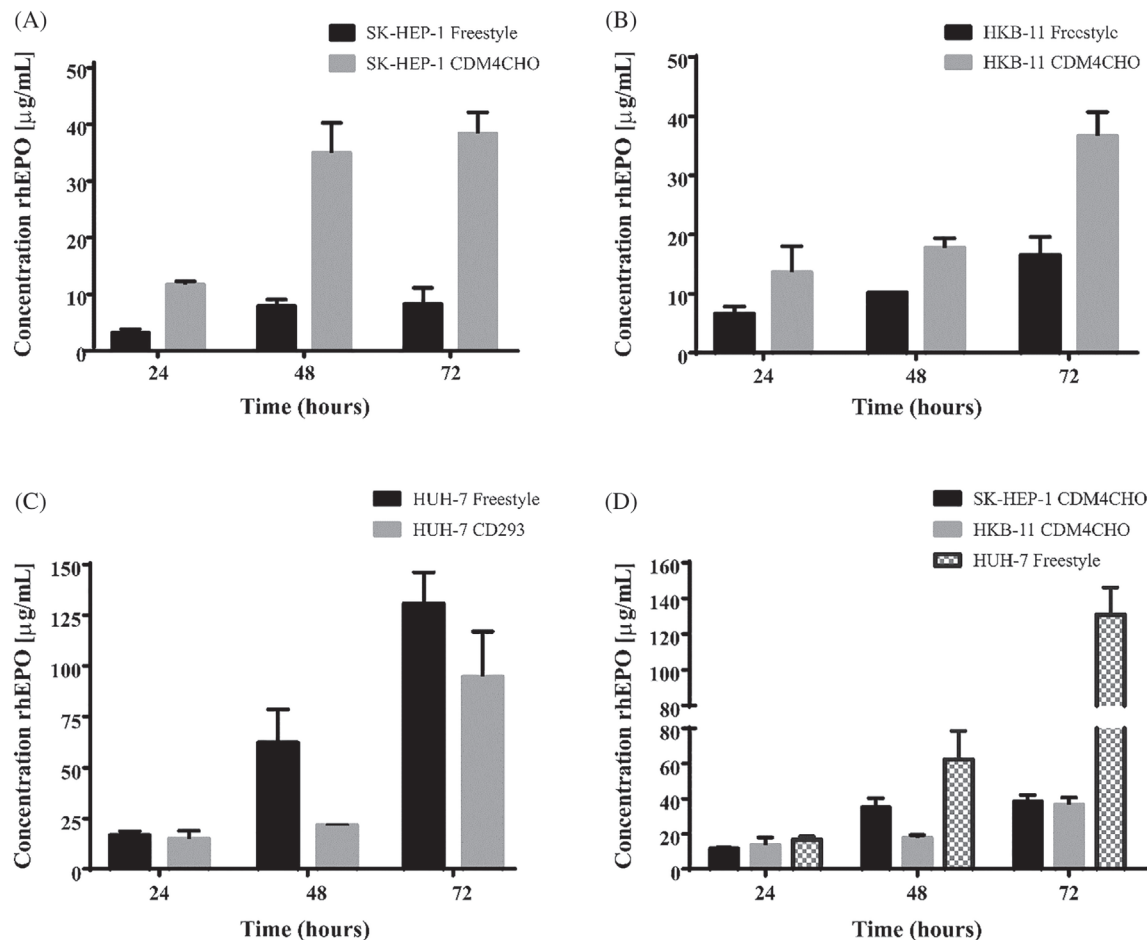 (A)
SK-HEP-1 Freestyle
SK-HEP-1 CDM4CHO
Concentration rhEPO [µg/mL]
50
40
30
20
10
0
24 48 72
Time (hours)
(B)
HKB-11 Freestyle
HKB-11 CDM4CHO
Concentration rhEPO [µg/mL]
50
40
30
20
10
0
24 48 72
Time (hours)
(C)
HUH-7 Freestyle
HUH-7 CD293
Concentration rhEPO [µg/mL]
150
125
100
75
50
25
0
24 48 72
Time (hours)
(D)
SK-HEP-1 CDM4CHO
HKB-11 CDM4CHO
HUH-7 Freestyle
Concentration rhEPO [µg/mL]
160
140
120
100
80
80
60
40
20
0
24 48 72
Time (hours)